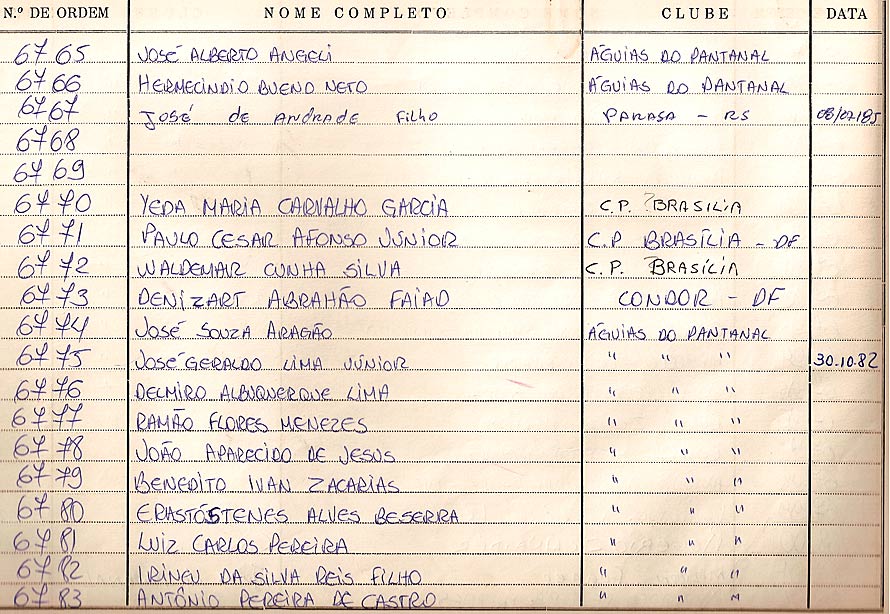 N.º DE ORDEM NOME COMPLETO CLUBE DATA
6765 JOSÉ ALBERTO ANGELI ÁGUIAS DO PANTANAL
6766 HERMECINDIO BUENO NETO ÁGUIAS DO PANTANAL
6767 JOSÉ DE ANDRADE FILHO PARASA - RS 08/02/85
6768
6769
6770 YEDA MARIA CARVALHO GARCIA C.P. BRASILIA
6771 PAULO CESAR AFONSO JÚNIOR C.P BRASÍLIA - DF
6772 WALDEMAR CUNHA SILVA C.P. BRASÍLIA
6773 DENIZART ABRAHÃO FAIAD CONDOR - DF
6774 JOSÉ SOUZA ARAGÃO ÁGUIAS DO PANTANAL
6775 JOSÉ GERALDO LIMA JÚNIOR " " " 30.10.82
6776 DELMIRO ALBUQUERQUE LIMA " " "
6777 RAMÃO FLORES MENEZES " " "
6778 JOÃO APARECIDO DE JESUS " " "
6779 BENEDITO IVAN ZACARIAS " " "
6780 ERASTÓSTENES ALVES BESERRA " " "
6781 LUIZ CARLOS PEREIRA " " "
6782 IRINEU DA SILVA REIS FILHO " " "
6783 ANTÔNIO PEREIRA DE CASTRO " " "